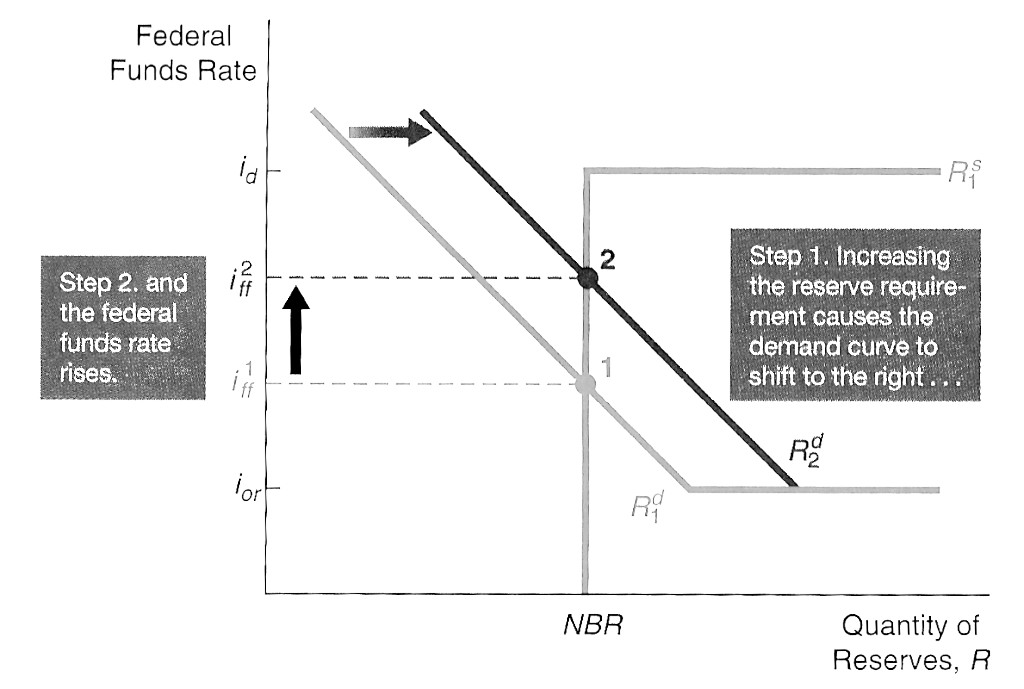 Federal
Funds Rate
i_d
R_1^s
Step 1. Increasing
the reserve require-
ment causes the
demand curve to
shift to the right . . .
2
i_ff^2
Step 2. and
the federal
funds rate
rises.
1
i_ff^1
R_2^d
i_or
R_1^d
NBR
Quantity of
Reserves, R